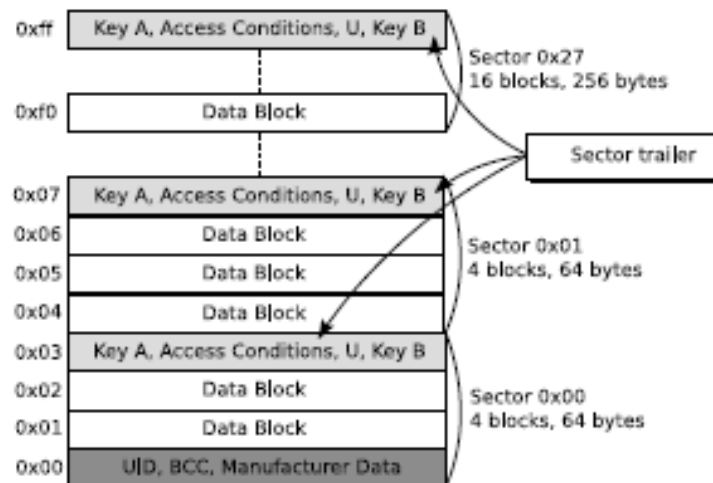 0xff Key A, Access Conditions, U, Key B
Sector 0x27
16 blocks, 256 bytes
0xf0 Data Block
Sector trailer
0x07 Key A, Access Conditions, U, Key B
0x06 Data Block
Sector 0x01
4 blocks, 64 bytes
0x05 Data Block
0x04 Data Block
0x03 Key A, Access Conditions, U, Key B
0x02 Data Block
Sector 0x00
4 blocks, 64 bytes
0x01 Data Block
0x00 UID, BCC, Manufacturer Data